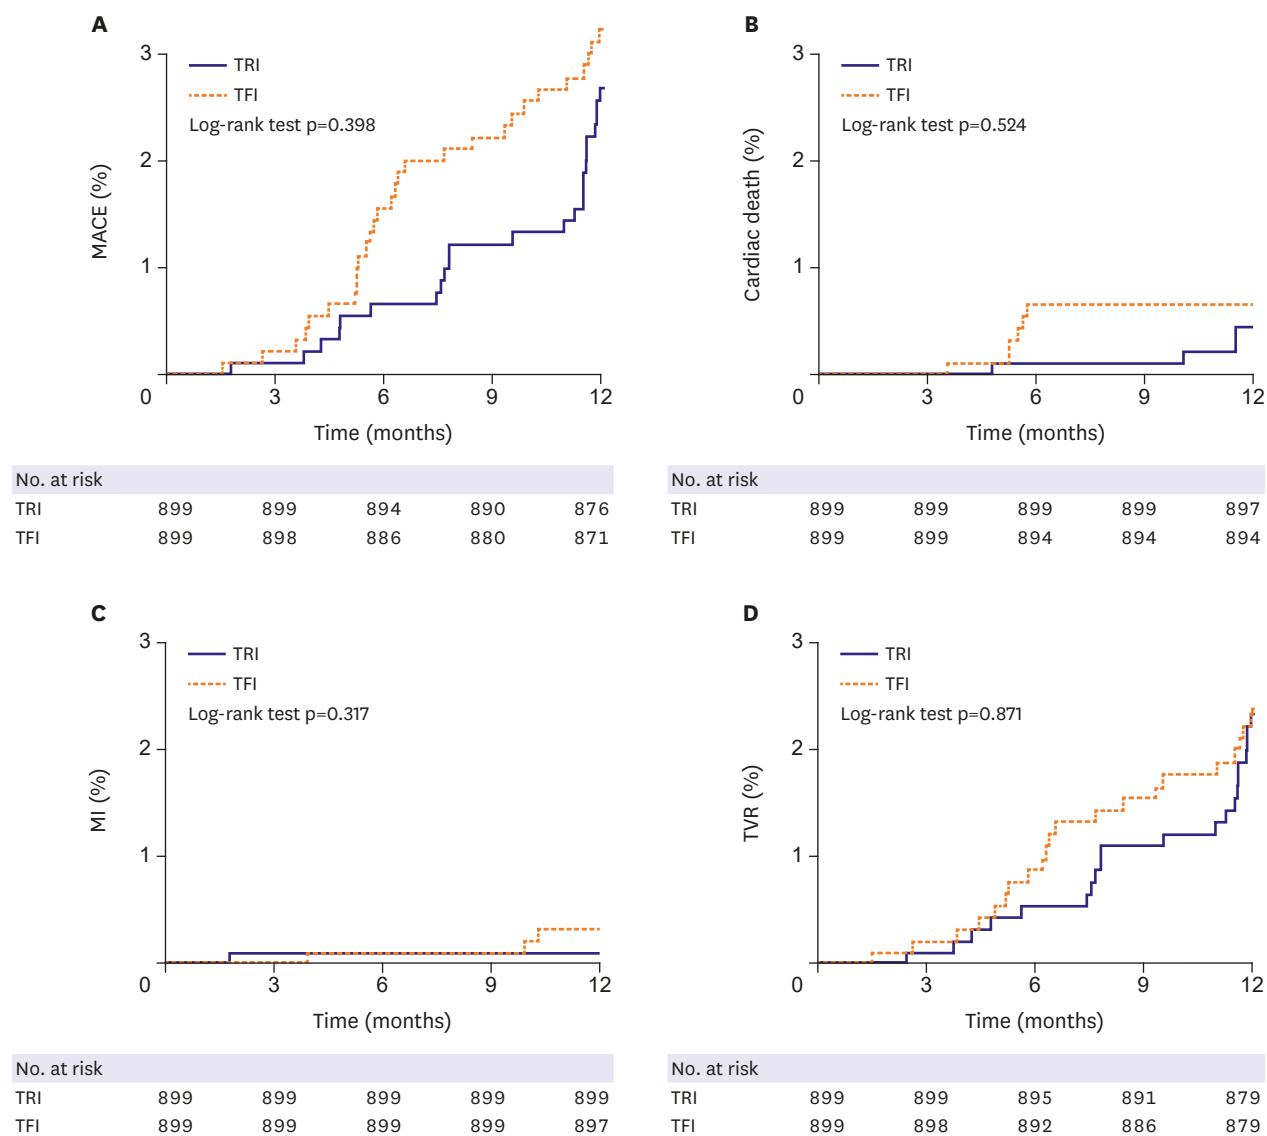 A
3
2
1
0
MACE (%)
TRI
TFI
Log-rank test p=0.398
3 6 9 12
Time (months)
No. at risk
TRI 899 899 894 890 876
TFI 899 898 886 880 871
B
3
2
1
0
Cardiac death (%)
TRI
TFI
Log-rank test p=0.524
3 6 9 12
Time (months)
No. at risk
TRI 899 899 899 899 897
TFI 899 899 894 894 894
C
3
2
1
0
MI (%)
TRI
TFI
Log-rank test p=0.317
3 6 9 12
Time (months)
No. at risk
TRI 899 899 899 899 899
TFI 899 899 899 899 897
D
3
2
1
0
TVR (%)
TRI
TFI
Log-rank test p=0.871
3 6 9 12
Time (months)
No. at risk
TRI 899 899 895 891 879
TFI 899 898 892 886 879